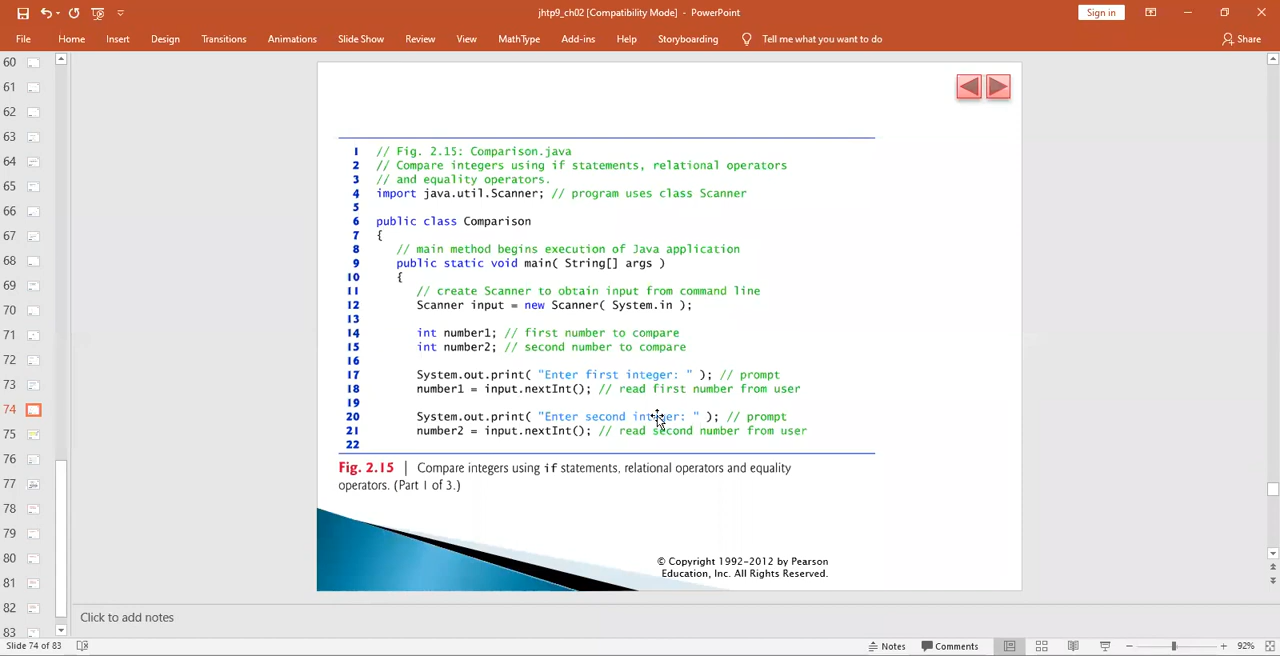 jhtp9_ch02 [Compatibility Mode] - PowerPoint
Sign in
File Home Insert Design Transitions Animations Slide Show Review View MathType Add-ins Help Storyboarding Tell me what you want to do Share
60
61
62
63
64
65
66
67
68
69
70
71
72
73
74
75
76
77
78
79
80
81
82
83
1 // Fig. 2.15: Comparison.java
2 // Compare integers using if statements, relational operators
3 // and equality operators.
4 import java.util.Scanner; // program uses class Scanner
5
6 public class Comparison
7 {
8 // main method begins execution of Java application
9 public static void main( String[] args )
10 {
11 // create Scanner to obtain input from command line
12 Scanner input = new Scanner( System.in );
13
14 int number1; // first number to compare
15 int number2; // second number to compare
16
17 System.out.print( "Enter first integer: " ); // prompt
18 number1 = input.nextInt(); // read first number from user
19
20 System.out.print( "Enter second integer: " ); // prompt
21 number2 = input.nextInt(); // read second number from user
22
Fig. 2.15 | Compare integers using if statements, relational operators and equality
operators. (Part 1 of 3.)
© Copyright 1992-2012 by Pearson
Education, Inc. All Rights Reserved.
Click to add notes
Slide 74 of 83 Notes Comments 92%